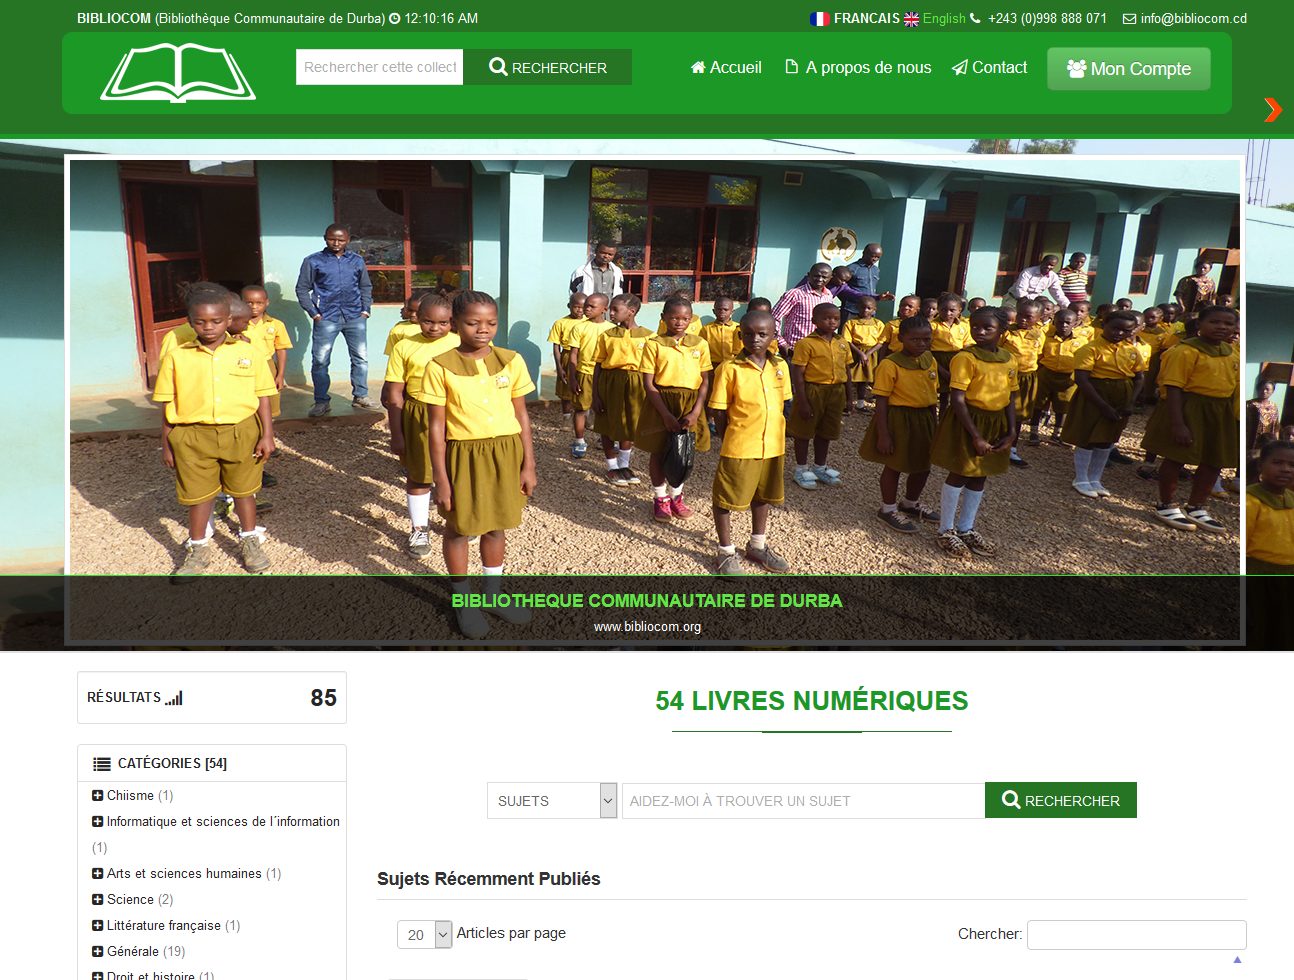 BIBLIOCOM (Bibliothèque Communautaire de Durba) 12:10:16 AM
FRANCAIS English +243 (0)998 888 071 info@bibliocom.cd
Rechercher cette collect
RECHERCHER
Accueil
A propos de nous
Contact
Mon Compte
BIBLIOTHEQUE COMMUNAUTAIRE DE DURBA
www.bibliocom.org
RÉSULTATS 85
CATÉGORIES [54]
Chiisme (1)
Informatique et sciences de l´information
(1)
Arts et sciences humaines (1)
Science (2)
Littérature française (1)
Générale (19)
Droit et histoire (1)
54 LIVRES NUMÉRIQUES
SUJETS
AIDEZ-MOI À TROUVER UN SUJET
RECHERCHER
Sujets Récemment Publiés
20 Articles par page
Chercher: